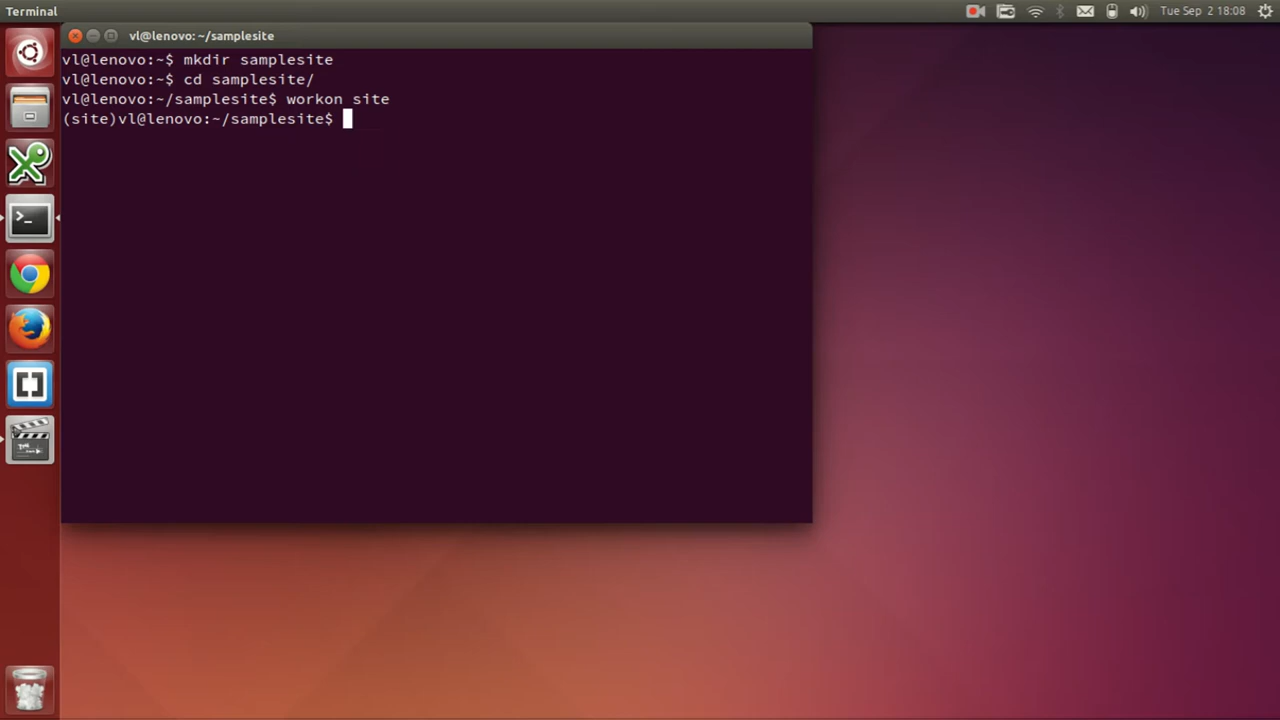 Terminal
Tue Sep 2 18:08
vl@lenovo: ~/samplesite
vl@lenovo:~$ mkdir samplesite
vl@lenovo:~$ cd samplesite/
vl@lenovo:~/samplesite$ workon site
(site)vl@lenovo:~/samplesite$